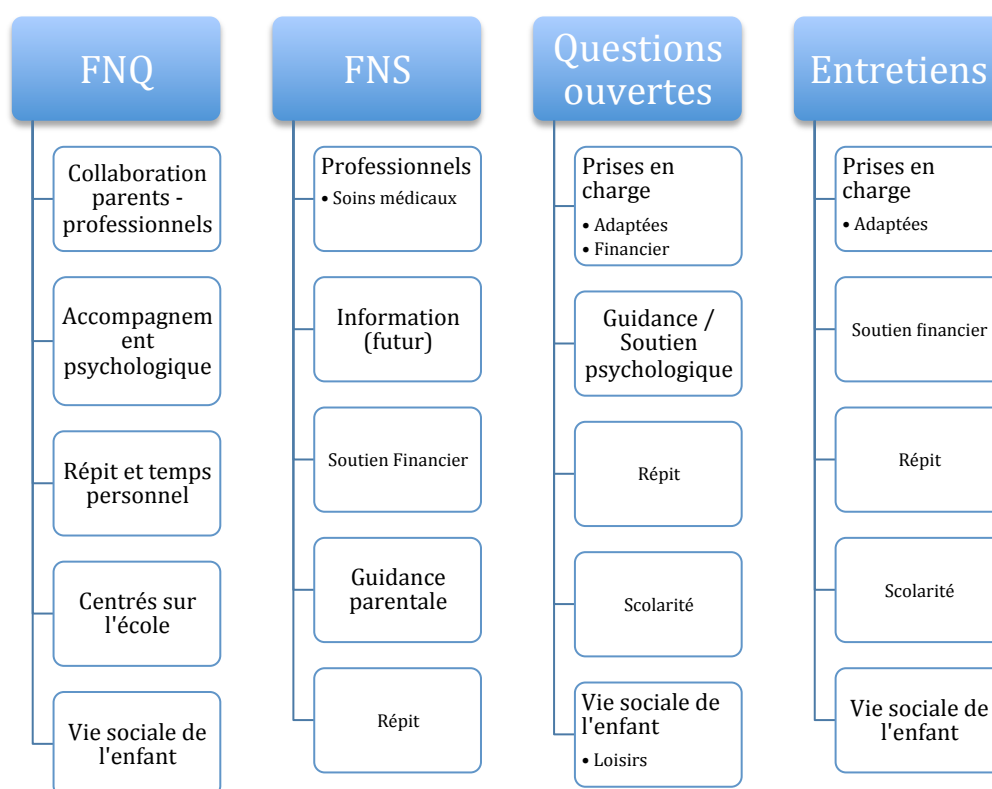 FNQ
Collaboration
parents -
professionnels
Accompagnem
ent
psychologique
Répit et temps
personnel
Centrés sur
l'école
Vie sociale de
l'enfant
FNS
Professionnels
• Soins médicaux
Information
(futur)
Soutien Financier
Guidance
parentale
Répit
Questions
ouvertes
Prises en
charge
• Adaptées
• Financier
Guidance /
Soutien
psychologique
Répit
Scolarité
Vie sociale de
l'enfant
• Loisirs
Entretiens
Prises en
charge
• Adaptées
Soutien financier
Répit
Scolarité
Vie sociale de
l'enfant